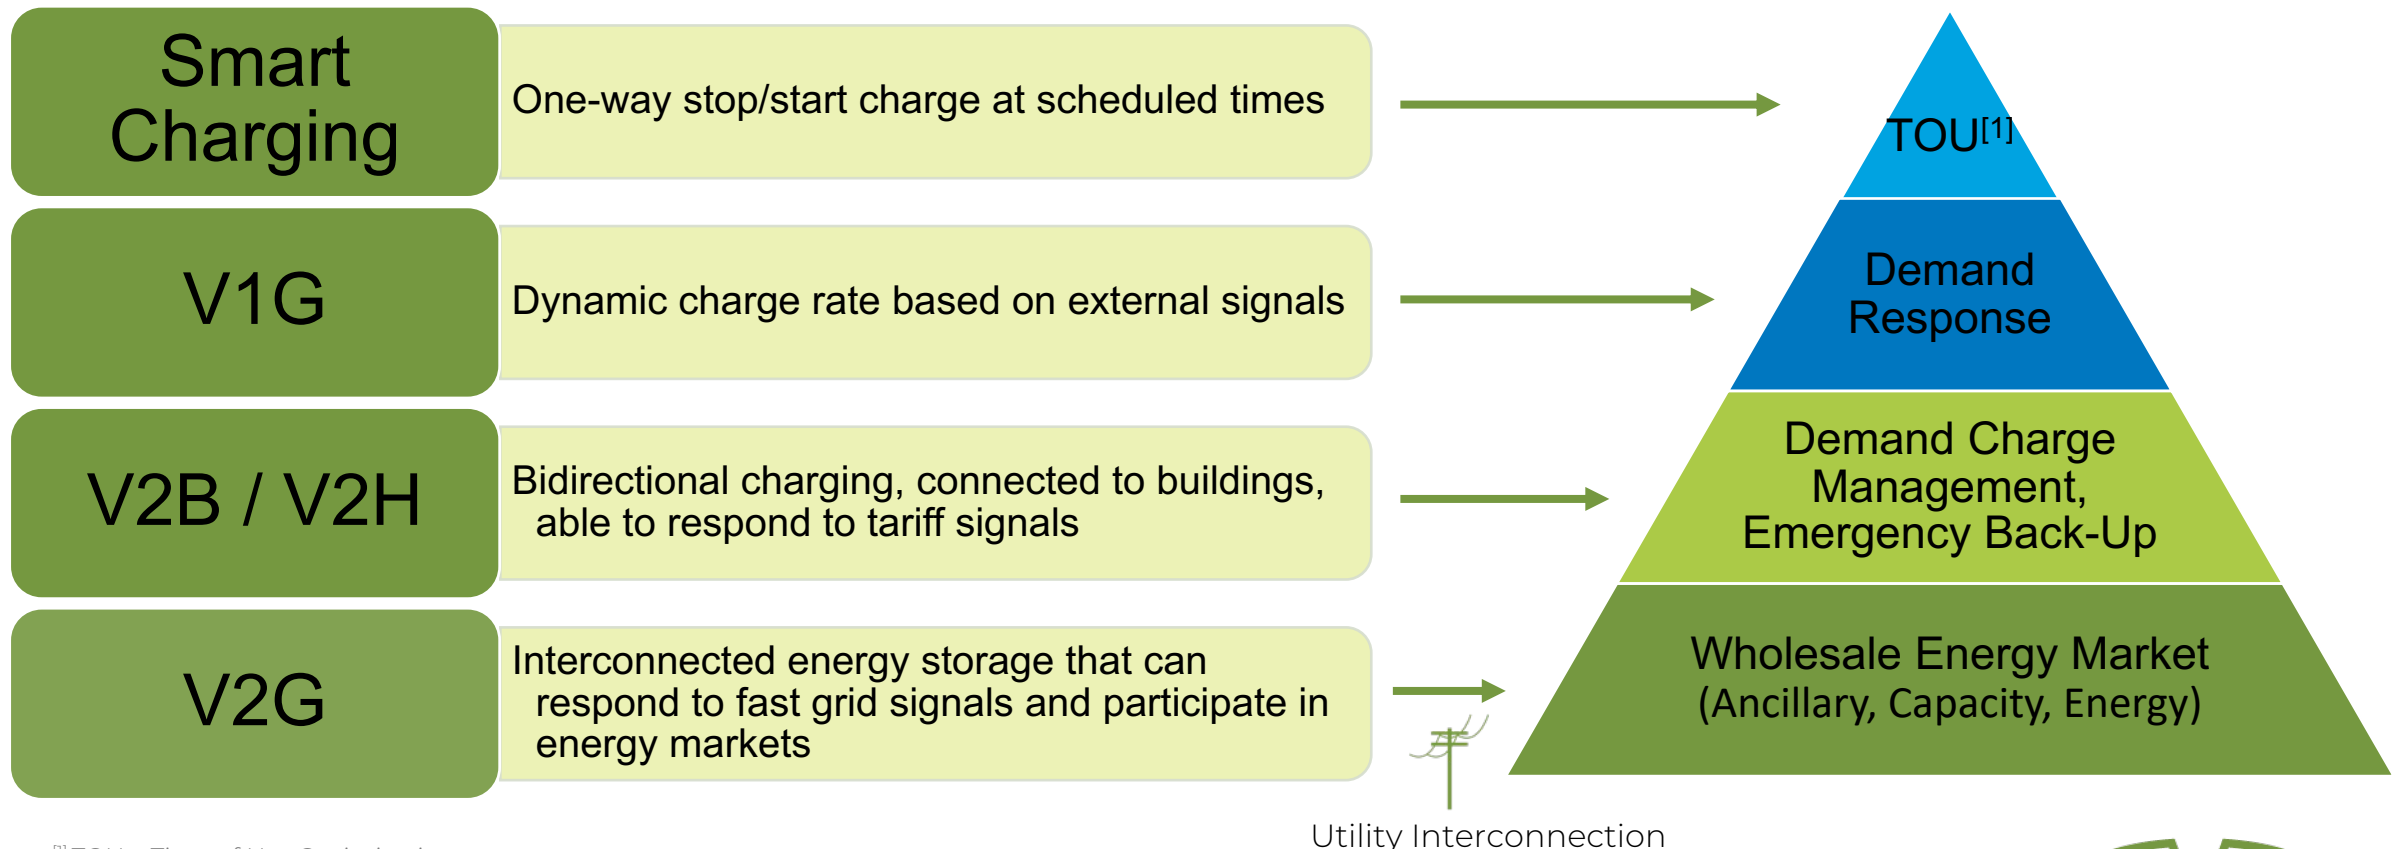 Smart
Charging
One-way stop/start charge at scheduled times
TOU[1]
V1G
Dynamic charge rate based on external signals
Demand
Response
V2B / V2H
Bidirectional charging, connected to buildings,
able to respond to tariff signals
Demand Charge
Management,
Emergency Back-Up
V2G
Interconnected energy storage that can
respond to fast grid signals and participate in
energy markets
Wholesale Energy Market
(Ancillary, Capacity, Energy)
Utility Interconnection